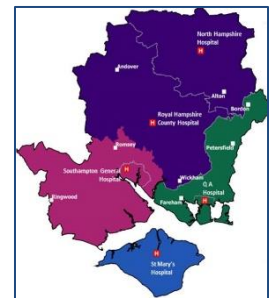 North Hampshire
Hospital
H
Andover
Alton
Bordon
Royal Hampshire
County Hospital
H
Petersfield
Romsey
Southampton General
Hospital
H
Wickham
Q A
Hospital
H
Ringwood
Fareham
H
St Mary's
Hospital